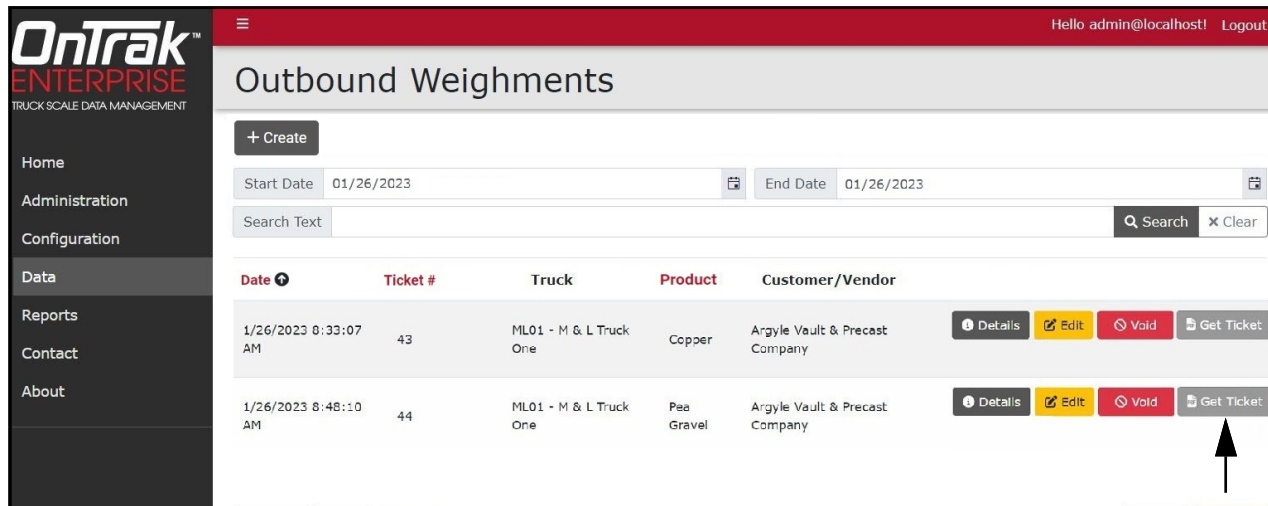 OnTrak™
ENTERPRISE
TRUCK SCALE DATA MANAGEMENT
Home
Administration
Configuration
Data
Reports
Contact
About
Hello admin@localhost! Logout
Outbound Weighments
+ Create
Start Date 01/26/2023 End Date 01/26/2023
Search Text Search × Clear
Date Ticket # Truck Product Customer/Vendor
1/26/2023 8:33:07 ML01 - M & L Truck Argyle Vault & Precast Details Edit Void Get Ticket
AM 43 One Copper Company
1/26/2023 8:48:10 ML01 - M & L Truck Pea Argyle Vault & Precast Details Edit Void Get Ticket
AM 44 One Gravel Company